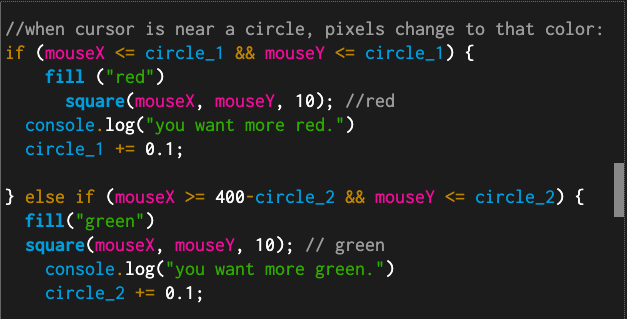 //when cursor is near a circle, pixels change to that color:
if (mouseX <= circle_1 && mouseY <= circle_1) {
    fill ("red")
      square(mouseX, mouseY, 10); //red
  console.log("you want more red.")
  circle_1 += 0.1;

} else if (mouseX >= 400-circle_2 && mouseY <= circle_2) {
  fill("green")
  square(mouseX, mouseY, 10); // green
    console.log("you want more green.")
    circle_2 += 0.1;